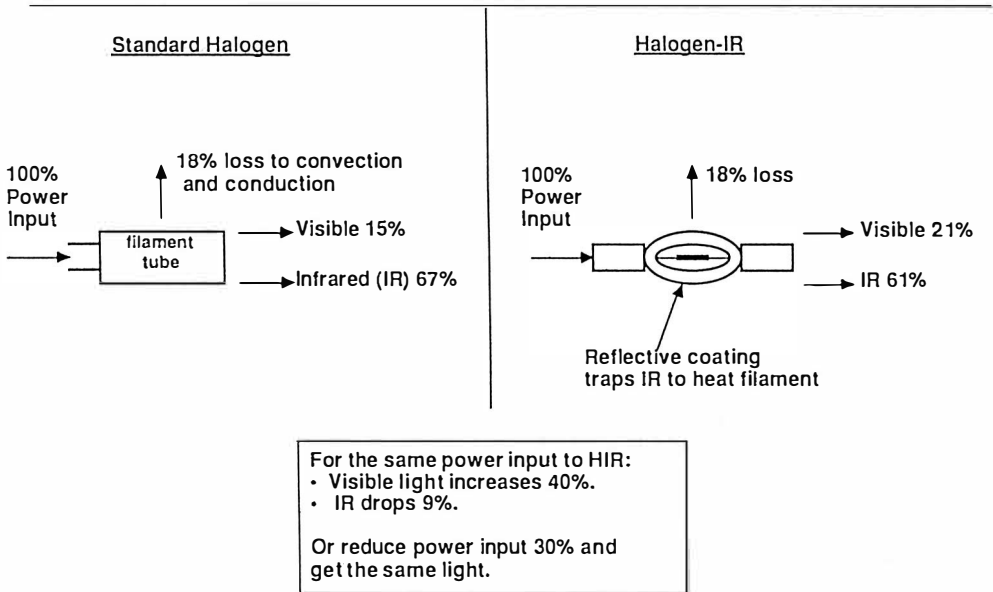 Standard Halogen
100%
Power
Input
18% loss to convection
and conduction
filament
tube
Visible 15%
Infrared (IR) 67%
Halogen-IR
100%
Power
Input
18% loss
Visible 21%
IR 61%
Reflective coating
traps IR to heat filament
For the same power input to HIR:
• Visible light increases 40%.
• IR drops 9%.
Or reduce power input 30% and
get the same light.